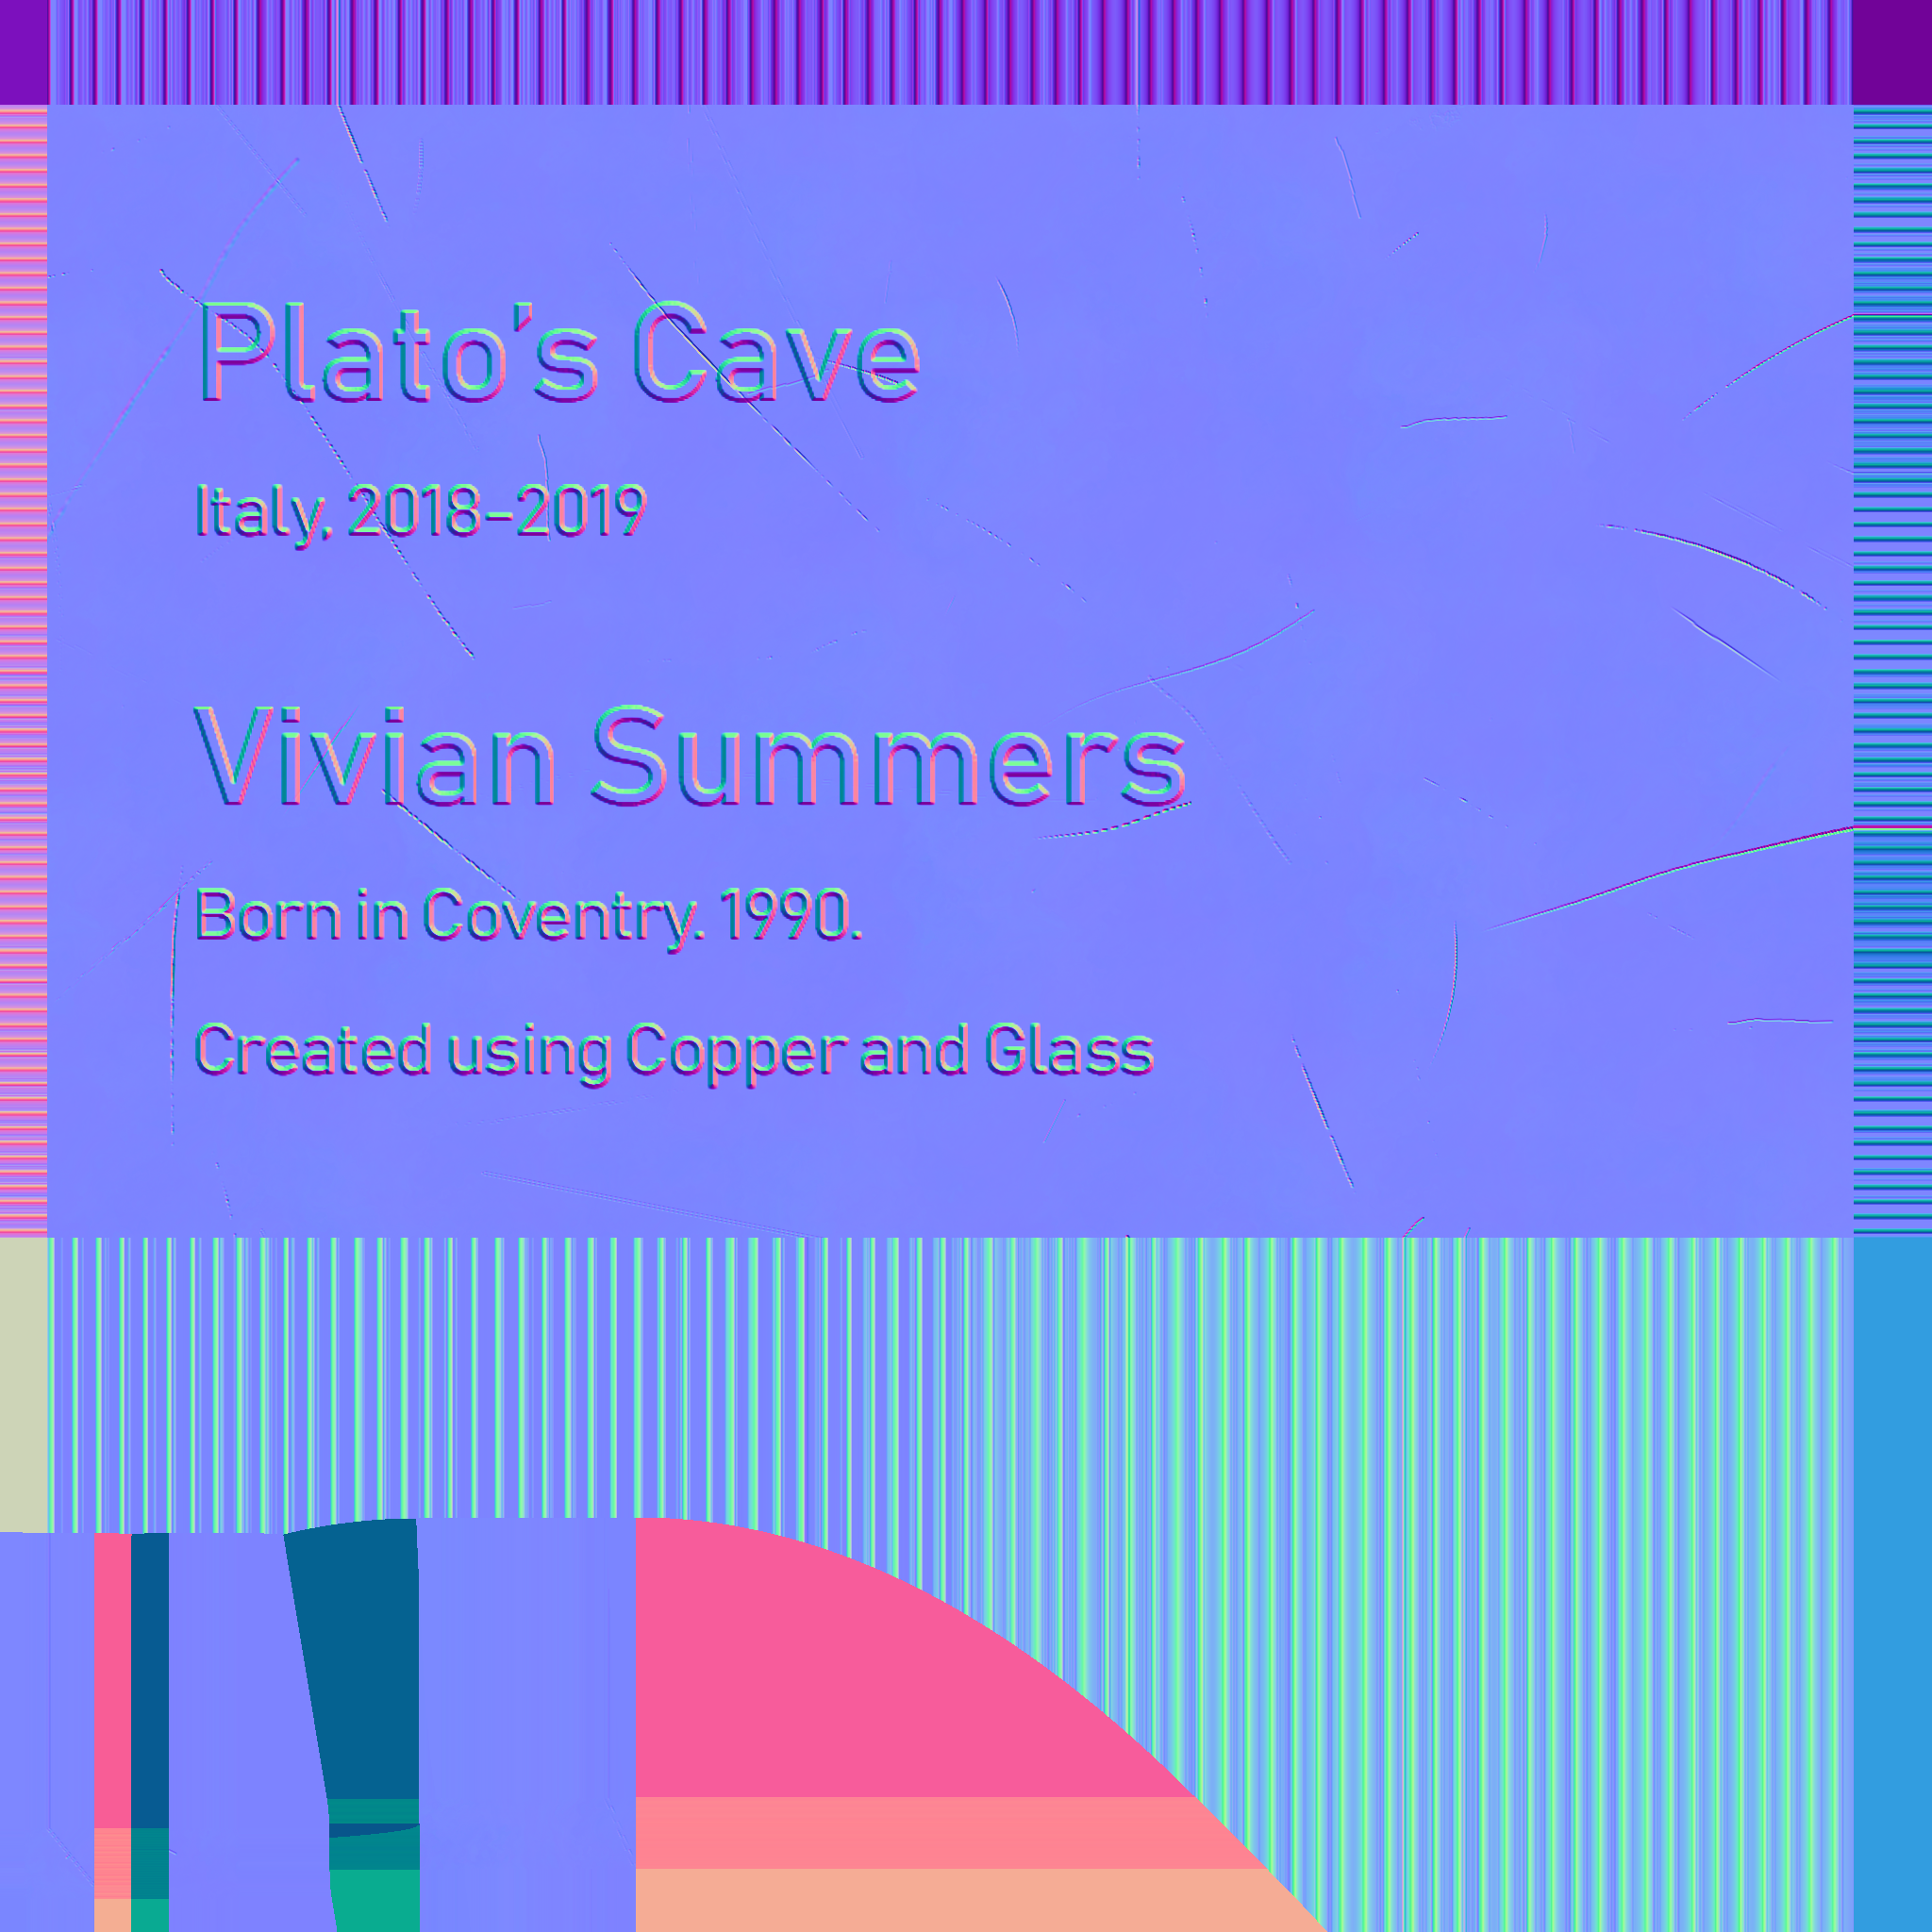 Plato's Cave
Italy, 2018-2019
Vivian Summers
Born in Coventry. 1990.
Created using Copper and Glass